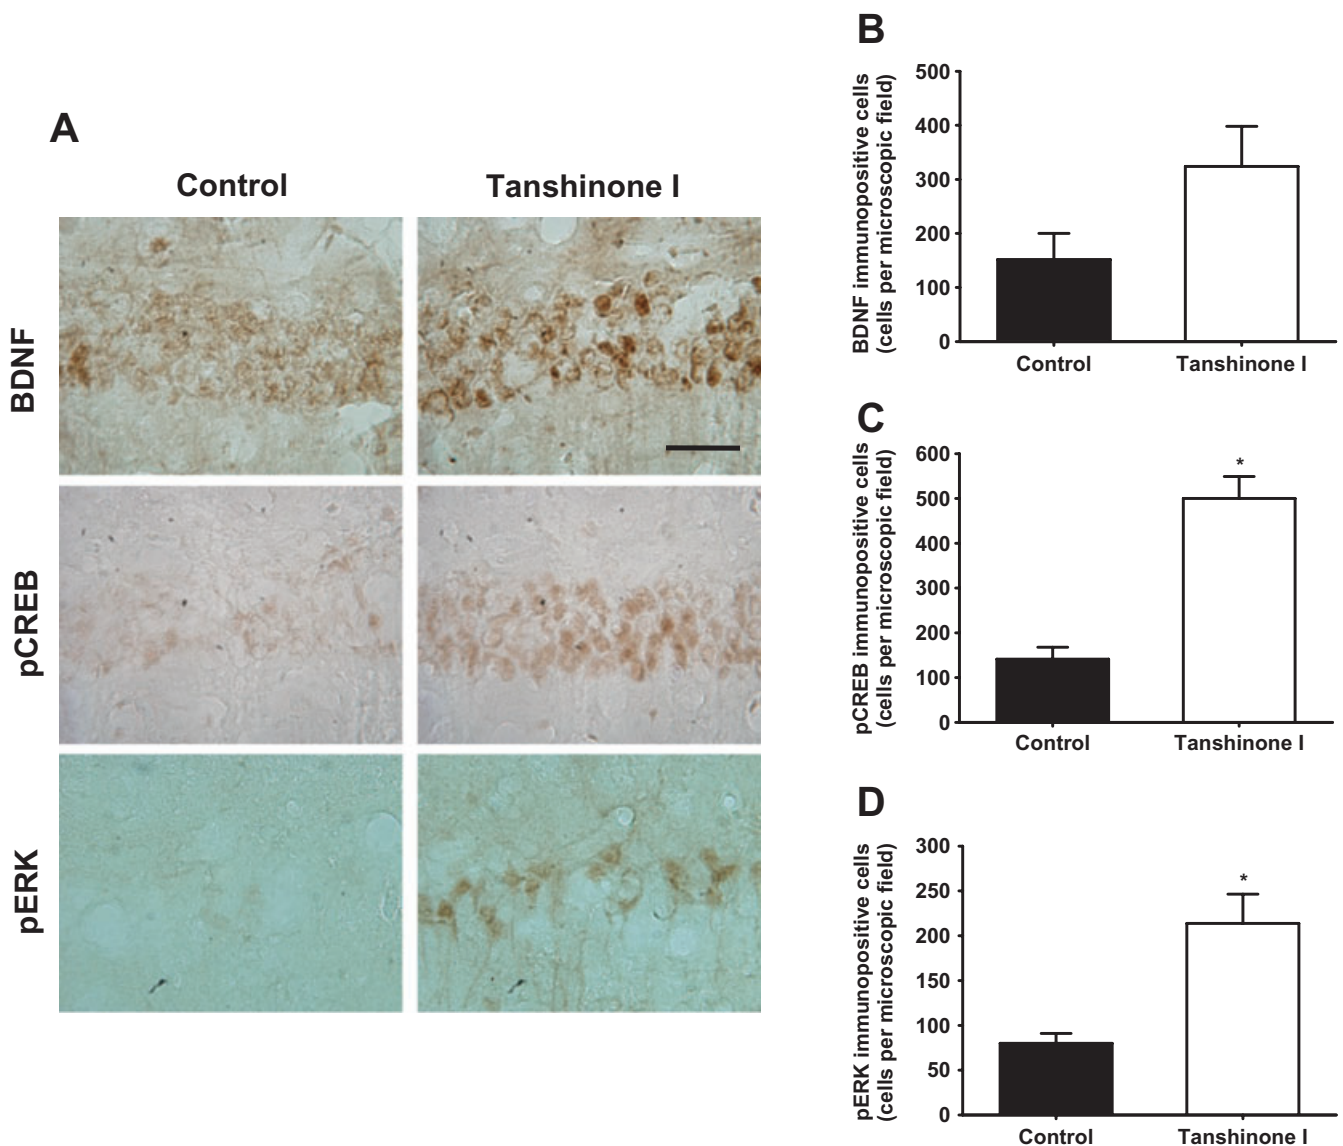 A
Control Tanshinone I
BDNF
pCREB
pERK
B
BDNF immunopositive cells
(cells per microscopic field)
500
400
300
200
100
0
Control Tanshinone I
C
pCREB immunopositive cells
(cells per microscopic field)
600
500
400
300
200
100
0
*
Control Tanshinone I
D
pERK immunopositive cells
(cells per microscopic field)
300
250
200
150
100
50
0
*
Control Tanshinone I